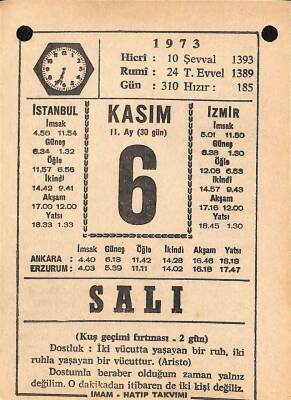 1973
Hicrî : 10 Şevval 1393
Rumî : 24 T. Evvel 1389
Gün : 310 Hızır : 185
İSTANBUL
İmsak
4.56 11.54
Güneş
6.34 1.32
Öğle
11.57 6.56
İkindi
14.42 9.41
Akşam
17.00 12.00
Yatsı
18.33 1.33
KASIM
11. Ay (30 gün)
6
İZMİR
İmsak
5.01 11.50
Güneş
6.38 1.30
Öğle
12.05 6.53
İkindi
14.57 9.43
Akşam
17.16 12.00
Yatsı
18.45 1.30
İmsak Güneş Öğle İkindi Akşam Yatsı
ANKARA : 4.40 6.18 11.42 14.28 16.46 18.18
ERZURUM : 4.03 5.39 11.11 14.02 16.18 17.47
SALI
(Kuş geçimi fırtınası - 2 gün)
Dostluk : İki vücutta yaşayan bir ruh, iki
ruhla yaşayan bir vücuttur. (Aristo)
Dostumla beraber olduğum zaman yalnız
değilim. O dakikadan itibaren de iki kişi değiliz.
İMAM - HATİP TAKVİMİ